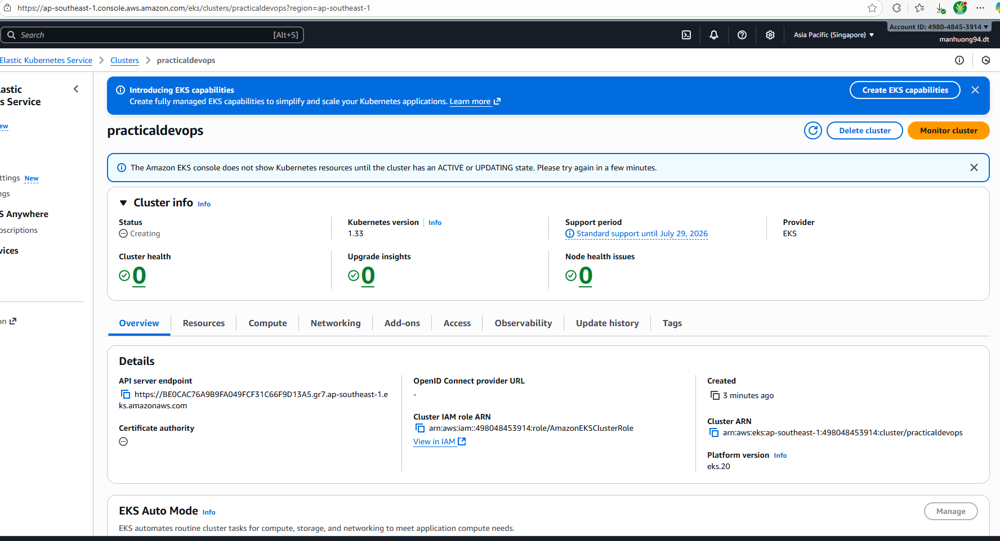 https://ap-southeast-1.console.aws.amazon.com/eks/clusters/practicaldevops?region=ap-southeast-1
Search [Alt+S]
Asia Pacific (Singapore) ▼
Account ID: 4980-4845-3914 ▼
manhuong94.dt
Elastic Kubernetes Service > Clusters > practicaldevops
astic
s Service
ew
ttings New
gs
S Anywhere
oscriptions
vices
on
Introducing EKS capabilities
Create fully managed EKS capabilities to simplify and scale your Kubernetes applications. Learn more
Create EKS capabilities
practicaldevops
Delete cluster
Monitor cluster
The Amazon EKS console does not show Kubernetes resources until the cluster has an ACTIVE or UPDATING state. Please try again in a few minutes.
Cluster info Info
Status
Creating
Kubernetes version Info
1.33
Support period
Standard support until July 29, 2026
Provider
EKS
Cluster health
0
Upgrade insights
0
Node health issues
0
Overview Resources Compute Networking Add-ons Access Observability Update history Tags
Details
API server endpoint
https://BE0CAC76A9B9FA049FCF31C66F9D13A5.gr7.ap-southeast-1.e
ks.amazonaws.com
Certificate authority
OpenID Connect provider URL
-
Cluster IAM role ARN
arn:aws:iam::498048453914:role/AmazonEKSClusterRole
View in IAM
Created
3 minutes ago
Cluster ARN
arn:aws:eks:ap-southeast-1:498048453914:cluster/practicaldevops
Platform version Info
eks.20
EKS Auto Mode Info
Manage
EKS automates routine cluster tasks for compute, storage, and networking to meet application compute needs.